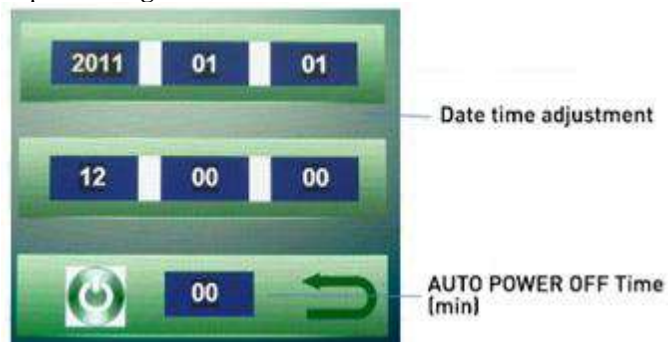 2011 01 01
Date time adjustment
12 00 00
00
AUTO POWER OFF Time
(min)